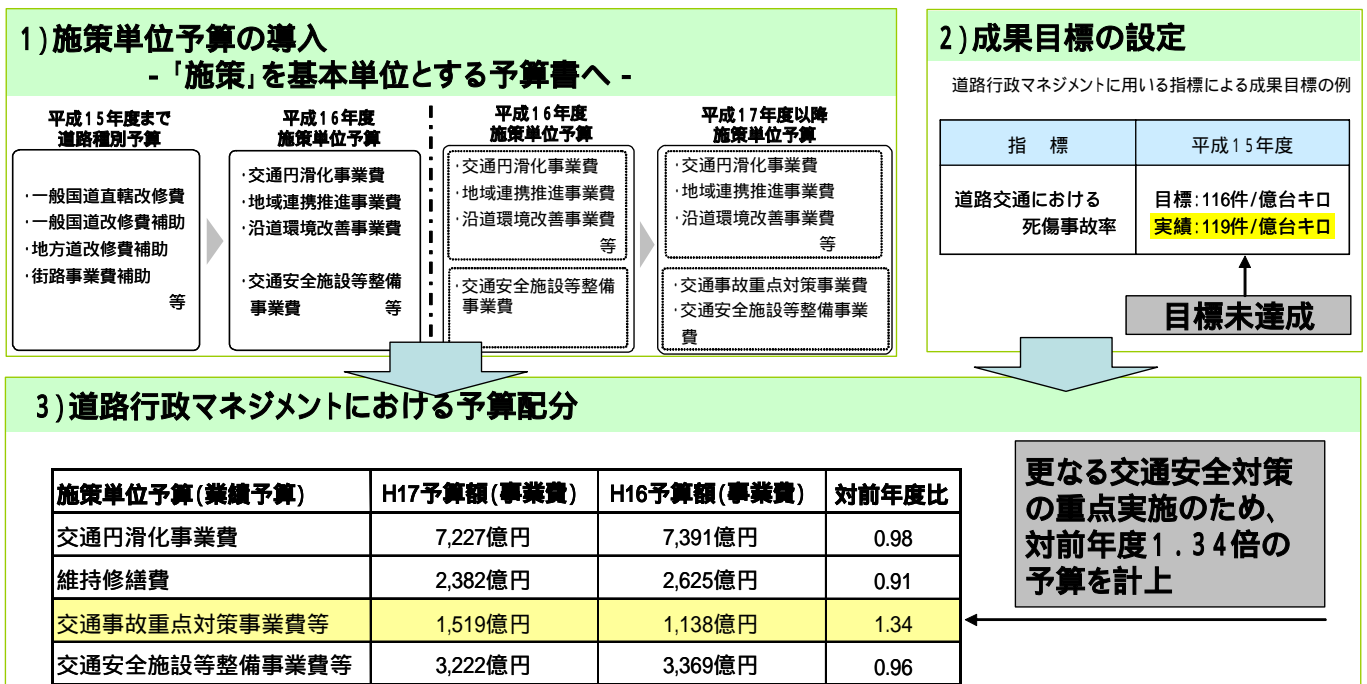 1)施策単位予算の導入
-「施策」を基本単位とする予算書へ-
平成15年度まで
道路種別予算
・一般国道直轄改修費
・一般国道改修費補助
・地方道改修費補助
・街路事業費補助
等
平成16年度
施策単位予算
・交通円滑化事業費
・地域連携推進事業費
・沿道環境改善事業費
・交通安全施設等整備
事業費 等
平成16年度
施策単位予算
・交通円滑化事業費
・地域連携推進事業費
・沿道環境改善事業費
等
・交通安全施設等整備
事業費
平成17年度以降
施策単位予算
・交通円滑化事業費
・地域連携推進事業費
・沿道環境改善事業費
等
・交通事故重点対策事業費
・交通安全施設等整備事業
費
2)成果目標の設定
道路行政マネジメントに用いる指標による成果目標の例
指 標 平成15年度
道路交通における 目標:116件/億台キロ
死傷事故率 実績:119件/億台キロ
目標未達成
3)道路行政マネジメントにおける予算配分
施策単位予算(業績予算) H17予算額(事業費) H16予算額(事業費) 対前年度比
交通円滑化事業費 7,227億円 7,391億円 0.98
維持修繕費 2,382億円 2,625億円 0.91
交通事故重点対策事業費等 1,519億円 1,138億円 1.34
交通安全施設等整備事業費等 3,222億円 3,369億円 0.96
更なる交通安全対策
の重点実施のため、
対前年度1.34倍の
予算を計上